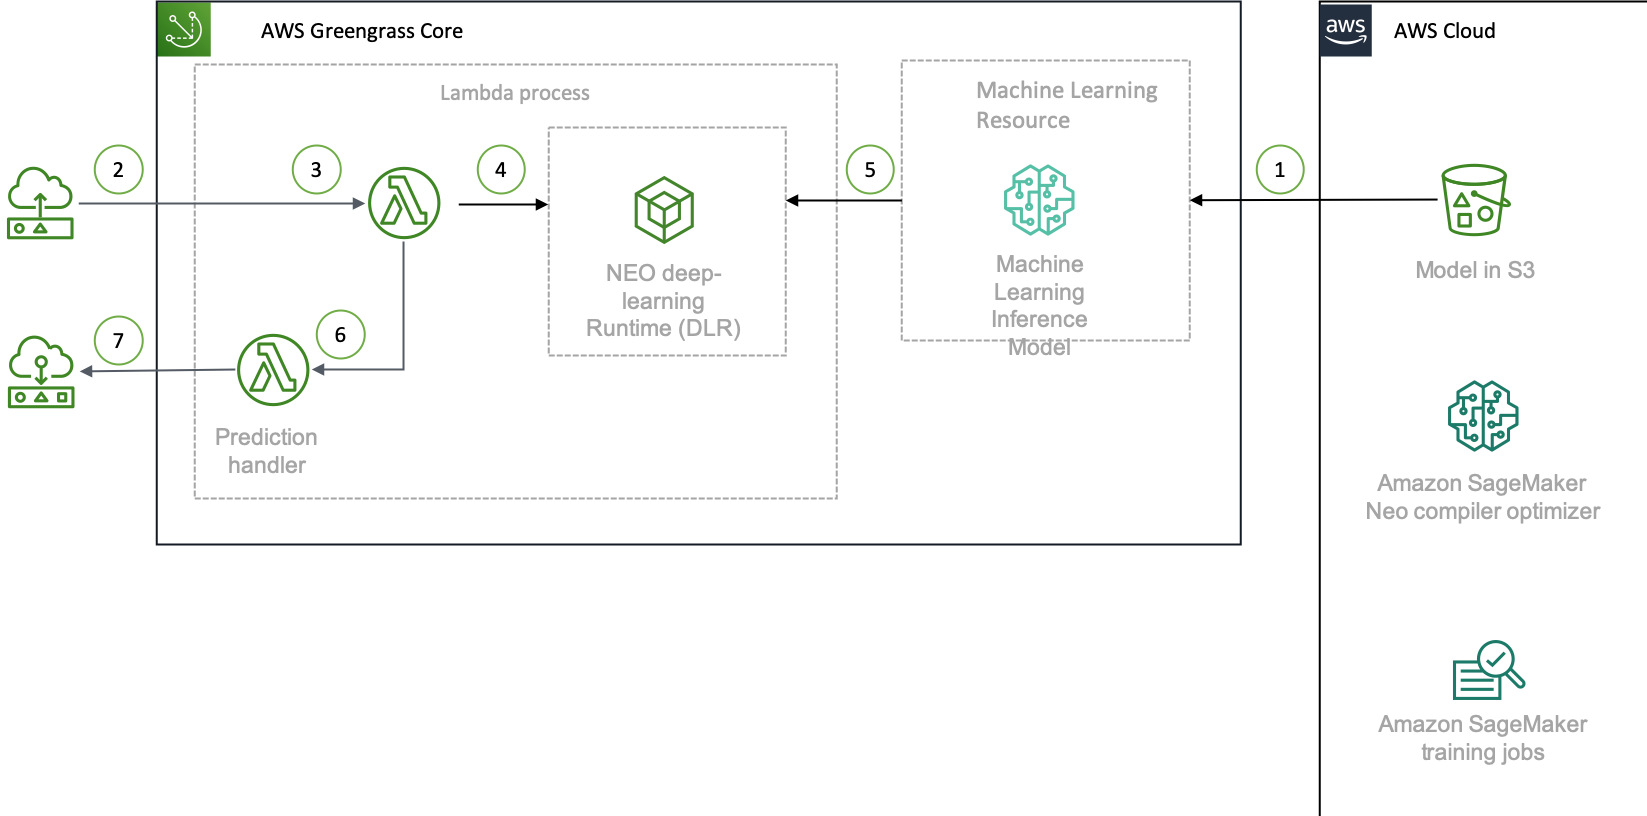 AWS Greengrass Core
aws
AWS Cloud
Lambda process
Machine Learning
Resource
2
3
4
5
1
NEO deep-
learning
Runtime (DLR)
Machine
Learning
Inference
Model
Model in S3
7
6
Prediction
handler
Amazon SageMaker
Neo compiler optimizer
Amazon SageMaker
training jobs